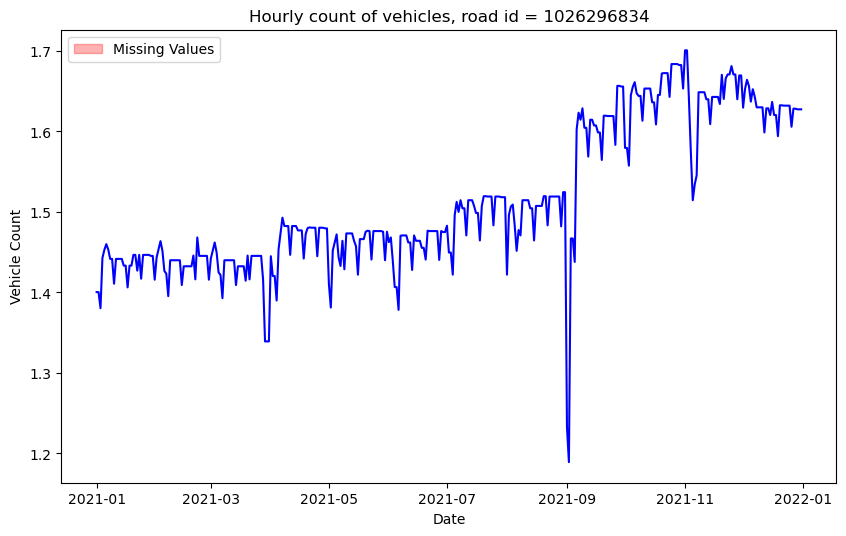 Hourly count of vehicles, road id = 1026296834
Missing Values
Vehicle Count
1.7
1.6
1.5
1.4
1.3
1.2
2021-01 2021-03 2021-05 2021-07 2021-09 2021-11 2022-01
Date